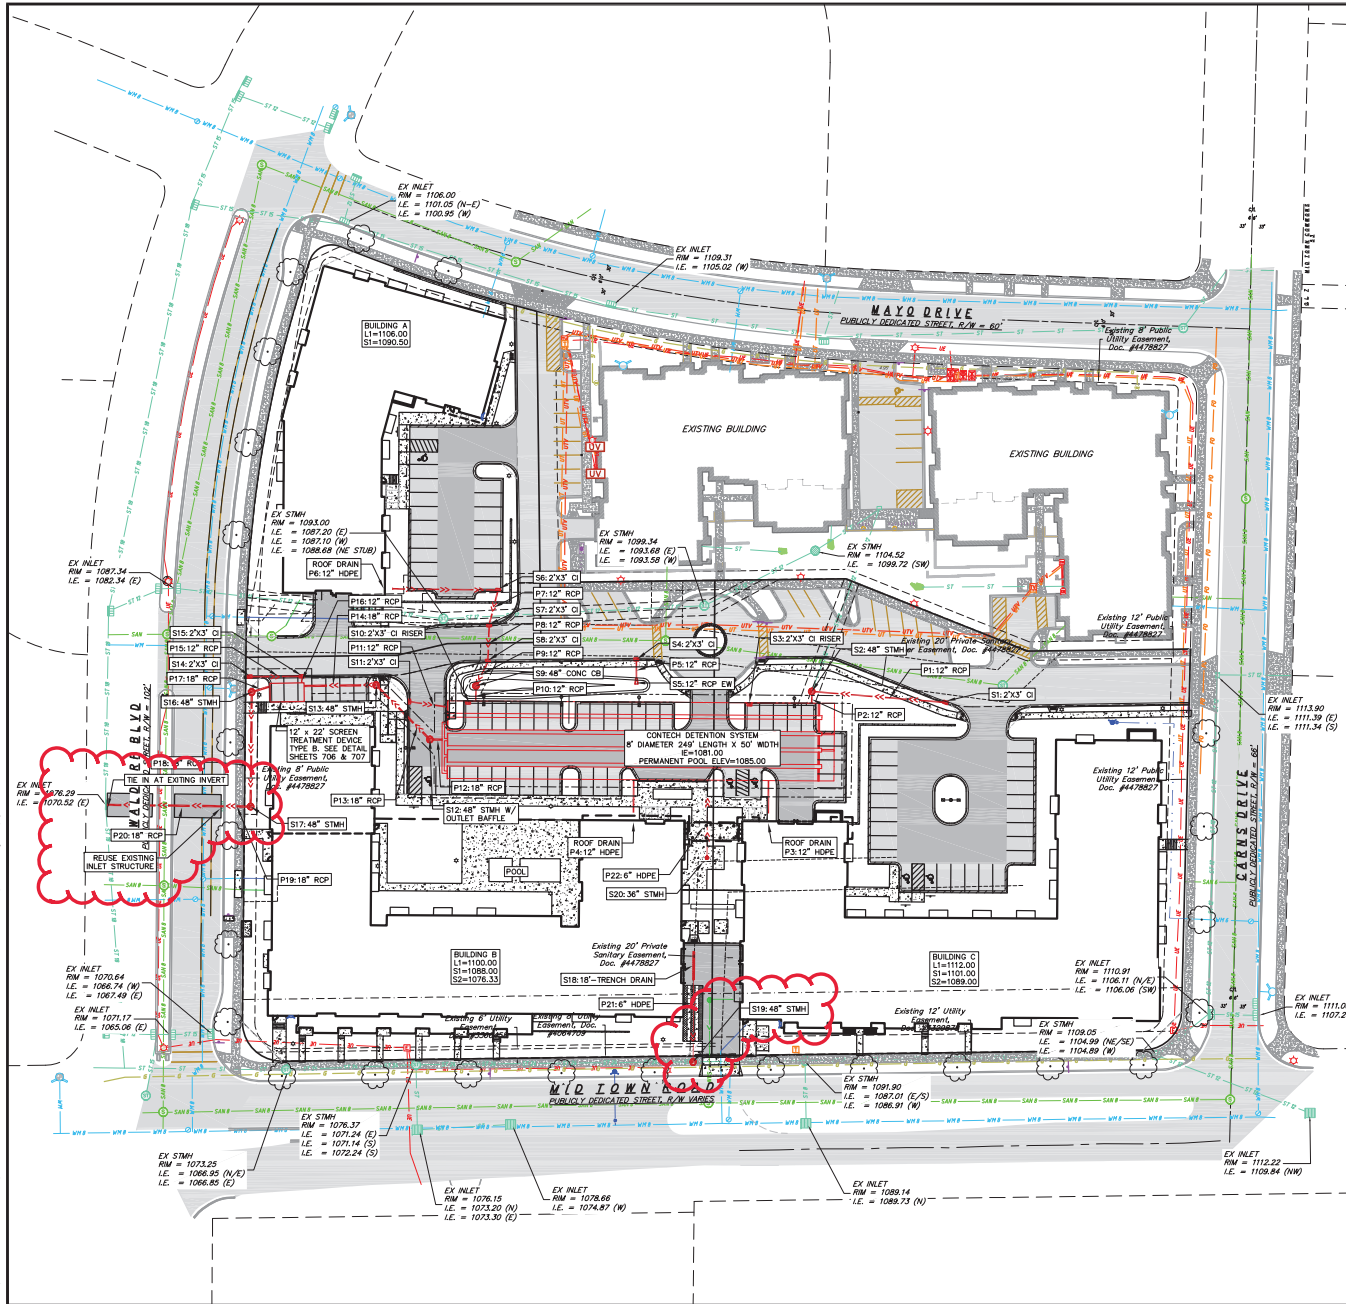 EX INLET
RIM = 1106.00
I.E. = 1101.05 (N-E)
I.E. = 1100.95 (W)
EX INLET
RIM = 1109.31
I.E. = 1105.02 (W)
MAYO DRIVE
PUBLICLY DEDICATED STREET, R/W = 60'
Existing 8' Public
Utility Easement,
Doc. #4478827
BUILDING A
L1=1106.00
S1=1090.50
EXISTING BUILDING
EXISTING BUILDING
EX STMH
RIM = 1093.00
I.E. = 1087.20 (E)
I.E. = 1087.10 (W)
I.E. = 1088.68 (NE STUB)
EX STMH
RIM = 1099.34
I.E. = 1093.68 (E)
I.E. = 1093.58 (W)
EX STMH
RIM = 1104.52
I.E. = 1099.72 (SW)
EX INLET
RIM = 1087.34
I.E. = 1082.34 (E)
ROOF DRAIN
P6:12" HDPE
S6:2'X3' CI
P7:12" RCP
S7:2'X3' CI
P8:12" RCP
S8:2'X3' CI
P9:12" RCP
S9:48" CONC CB
P10:12" RCP
P16:12" RCP
P14:18" RCP
S10:2'X3' CI RISER
P11:12" RCP
S11:2'X3' CI
S15:2'X3' CI
P15:12" RCP
S14:2'X3' CI
P17:18" RCP
S16:48" STMH
S13:48" STMH
S4:2'X3' CI
P5:12" RCP
S5:12" RCP EW
S3:2'X3' CI RISER
S2:48" STMH
Existing 20' Private Sanitary
Doc. #4478827
P1:12" RCP
S1:2'X3' CI
P2:12" RCP
Existing 12' Public
Utility Easement,
Doc. #4478827
EX INLET
RIM = 1113.90
I.E. = 1111.39 (E)
I.E. = 1111.34 (S)
12" x 22' SCREEN
TREATMENT DEVICE
TYPE B. SEE DETAIL
SHEETS 706 & 707
CONTECH DETENTION SYSTEM
8' DIAMETER 249' LENGTH X 50' WIDTH
IE=1081.00
PERMANENT POOL ELEV=1085.00
Existing 8' Public
Utility Easement,
#4478827
Existing 12' Public
Utility Easement,
Doc. #4478827
TIE IN AT EXITING INVERT
EX INLET
I.E. = 1070.52 (E)
P20:18" RCP
REUSE EXISTING
INLET STRUCTURE
S17:48" STMH
P19:18" RCP
P13:18" RCP
P12:18" RCP
S12:48" STMH W/
OUTLET BAFFLE
ROOF DRAIN
P4:12" HDPE
ROOF DRAIN
P3:12" HDPE
POOL
P22:6" HDPE
S20:36" STMH
CARNS DRIVE
PUBLICLY DEDICATED STREET, R/W = 66'
BUILDING B
L1=1100.00
S1=1088.00
S2=1076.33
Existing 20' Private
Sanitary Easement,
Doc. #4478827
S18:18'-TRENCH DRAIN
P21:6" HDPE
S19:48" STMH
BUILDING C
L1=1112.00
S1=1101.00
S2=1089.00
EX INLET
RIM = 1110.91
I.E. = 1106.11 (N/E)
I.E. = 1106.06 (SW)
EX INLET
RIM = 1070.64
I.E. = 1066.74 (W)
I.E. = 1067.49 (E)
EX INLET
RIM = 1071.17
I.E. = 1065.06 (E)
Existing 6' Utility
Easement
Existing 12' Utility
EX STMH
RIM = 1109.05
I.E. = 1104.99 (NE/SE)
I.E. = 1104.89 (W)
EX INLET
MID TOWN ROAD
PUBLICLY DEDICATED STREET, R/W VARIES
EX STMH
RIM = 1091.90
I.E. = 1087.01 (E/S)
I.E. = 1086.91 (W)
EX STMH
RIM = 1076.37
I.E. = 1071.24 (E)
I.E. = 1071.14 (S)
I.E. = 1072.24 (S)
EX STMH
RIM = 1073.25
I.E. = 1066.95 (N/E)
I.E. = 1066.85 (E)
EX INLET
RIM = 1076.15
I.E. = 1073.20 (N)
I.E. = 1073.30 (E)
EX INLET
RIM = 1078.66
I.E. = 1074.87 (W)
EX INLET
RIM = 1089.14
I.E. = 1089.73 (N)
EX INLET
RIM = 1112.22
I.E. = 1109.84 (NW)